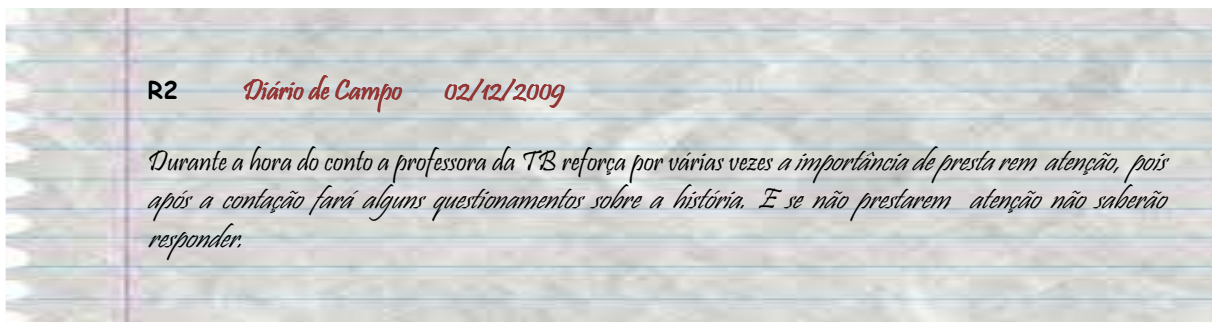 R2 Diário de Campo 02/12/2009
Durante a hora do conto a professora da TB reforça por várias vezes a importância de presta rem atenção, pois
após a contação fará alguns questionamentos sobre a história. E se não prestarem atenção não saberão
responder.